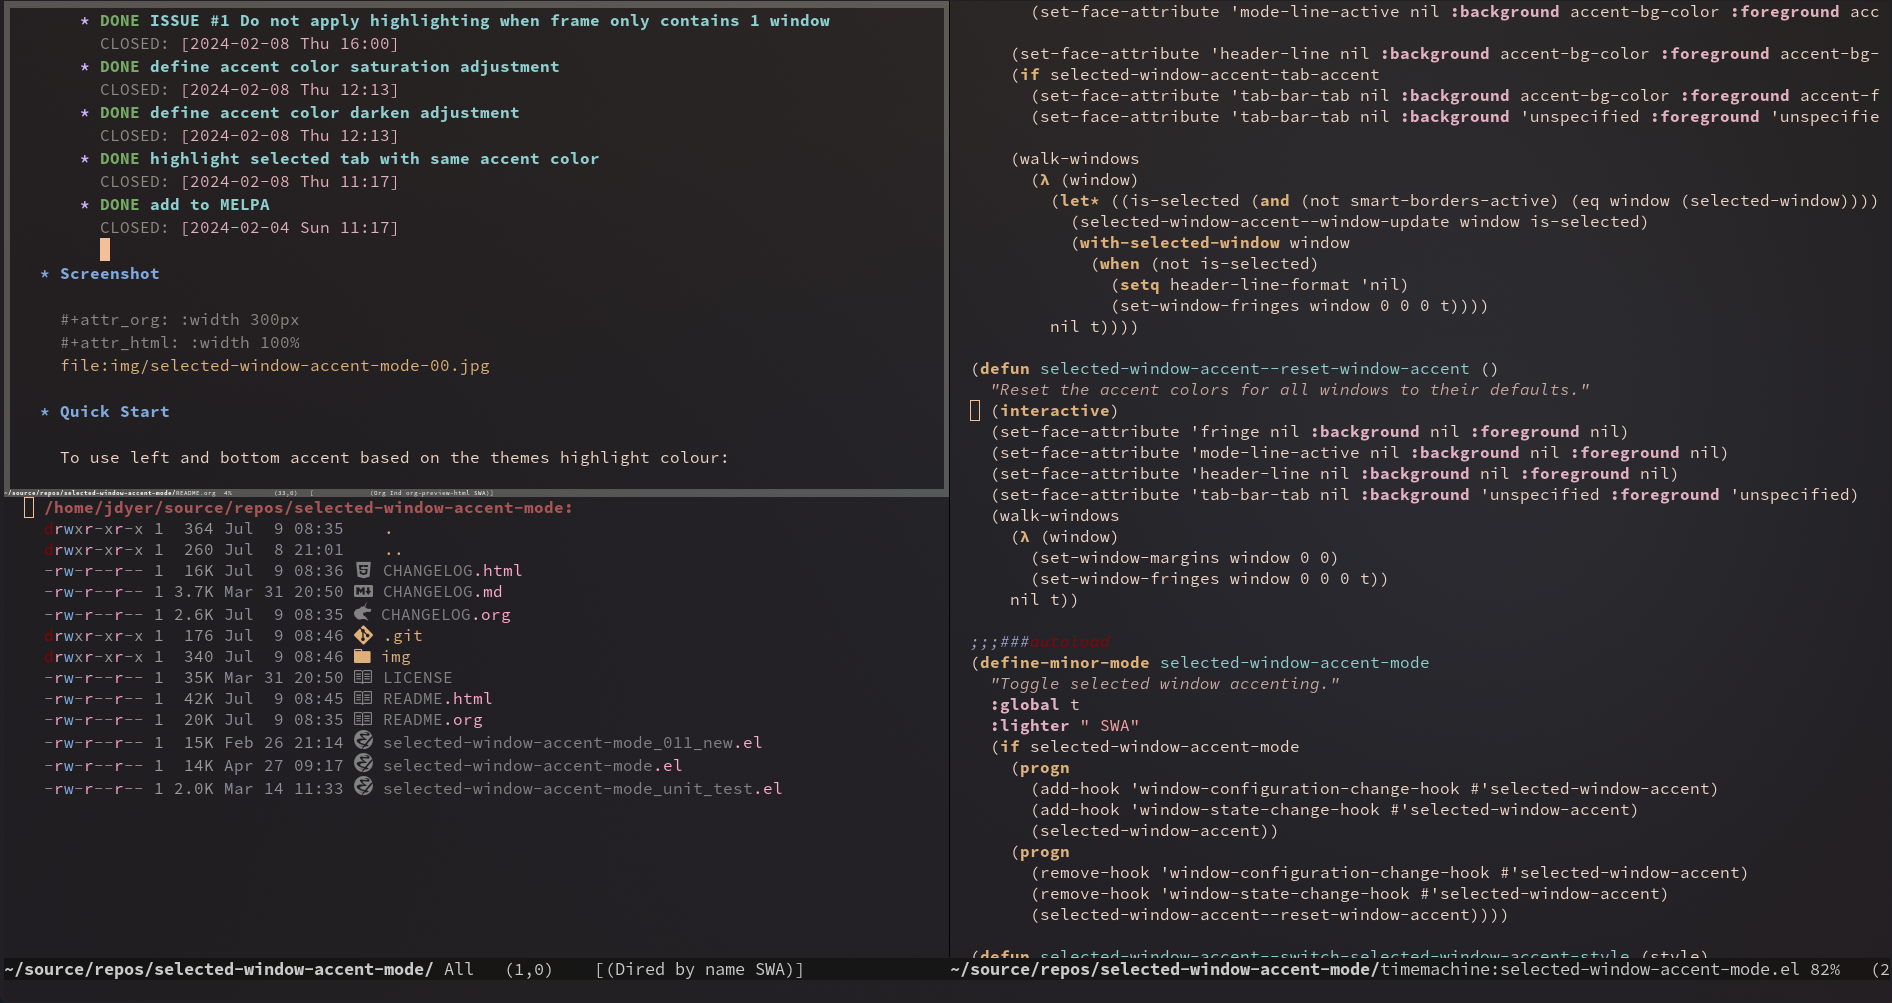 * DONE ISSUE #1 Do not apply highlighting when frame only contains 1 window
CLOSED: [2024-02-08 Thu 16:00]
* DONE define accent color saturation adjustment
CLOSED: [2024-02-08 Thu 12:13]
* DONE define accent color darken adjustment
CLOSED: [2024-02-08 Thu 12:13]
* DONE highlight selected tab with same accent color
CLOSED: [2024-02-08 Thu 11:17]
* DONE add to MELPA
CLOSED: [2024-02-04 Sun 11:17]
* Screenshot
#+attr_org: :width 300px
#+attr_html: :width 100%
file:img/selected-window-accent-mode-00.jpg
* Quick Start
To use left and bottom accent based on the themes highlight colour:
~/source/repos/selected-window-accent-mode/README.org 4% (33,0) [ (Org Ind org-preview-html SWA)]
/home/jdyer/source/repos/selected-window-accent-mode:
drwxr-xr-x 1 364 Jul 9 08:35 .
drwxr-xr-x 1 260 Jul 8 21:01 ..
-rw-r--r-- 1 16K Jul 9 08:36 CHANGELOG.html
-rw-r--r-- 1 3.7K Mar 31 20:50 CHANGELOG.md
-rw-r--r-- 1 2.6K Jul 9 08:35 CHANGELOG.org
drwxr-xr-x 1 176 Jul 9 08:46 .git
drwxr-xr-x 1 340 Jul 9 08:46 img
-rw-r--r-- 1 35K Mar 31 20:50 LICENSE
-rw-r--r-- 1 42K Jul 9 08:45 README.html
-rw-r--r-- 1 20K Jul 9 08:35 README.org
-rw-r--r-- 1 15K Feb 26 21:14 selected-window-accent-mode_011_new.el
-rw-r--r-- 1 14K Apr 27 09:17 selected-window-accent-mode.el
-rw-r--r-- 1 2.0K Mar 14 11:33 selected-window-accent-mode_unit_test.el
~/source/repos/selected-window-accent-mode/ All (1,0) [(Dired by name SWA)]
(set-face-attribute 'mode-line-active nil :background accent-bg-color :foreground acc
(set-face-attribute 'header-line nil :background accent-bg-color :foreground accent-bg-
(if selected-window-accent-tab-accent
(set-face-attribute 'tab-bar-tab nil :background accent-bg-color :foreground accent-f
(set-face-attribute 'tab-bar-tab nil :background 'unspecified :foreground 'unspecifie
(walk-windows
(λ (window)
(let* ((is-selected (and (not smart-borders-active) (eq window (selected-window))))
(selected-window-accent--window-update window is-selected)
(with-selected-window window
(when (not is-selected)
(setq header-line-format 'nil)
(set-window-fringes window 0 0 0 t))))
nil t))))
(defun selected-window-accent--reset-window-accent ()
"Reset the accent colors for all windows to their defaults."
(interactive)
(set-face-attribute 'fringe nil :background nil :foreground nil)
(set-face-attribute 'mode-line-active nil :background nil :foreground nil)
(set-face-attribute 'header-line nil :background nil :foreground nil)
(set-face-attribute 'tab-bar-tab nil :background 'unspecified :foreground 'unspecified)
(walk-windows
(λ (window)
(set-window-margins window 0 0)
(set-window-fringes window 0 0 0 t))
nil t))
;;;###autoload
(define-minor-mode selected-window-accent-mode
"Toggle selected window accenting."
:global t
:lighter " SWA"
(if selected-window-accent-mode
(progn
(add-hook 'window-configuration-change-hook #'selected-window-accent)
(add-hook 'window-state-change-hook #'selected-window-accent)
(selected-window-accent))
(progn
(remove-hook 'window-configuration-change-hook #'selected-window-accent)
(remove-hook 'window-state-change-hook #'selected-window-accent)
(selected-window-accent--reset-window-accent))))
(defun selected-window-accent--switch-selected-window-accent-style (style)
~/source/repos/selected-window-accent-mode/timemachine:selected-window-accent-mode.el 82% (2